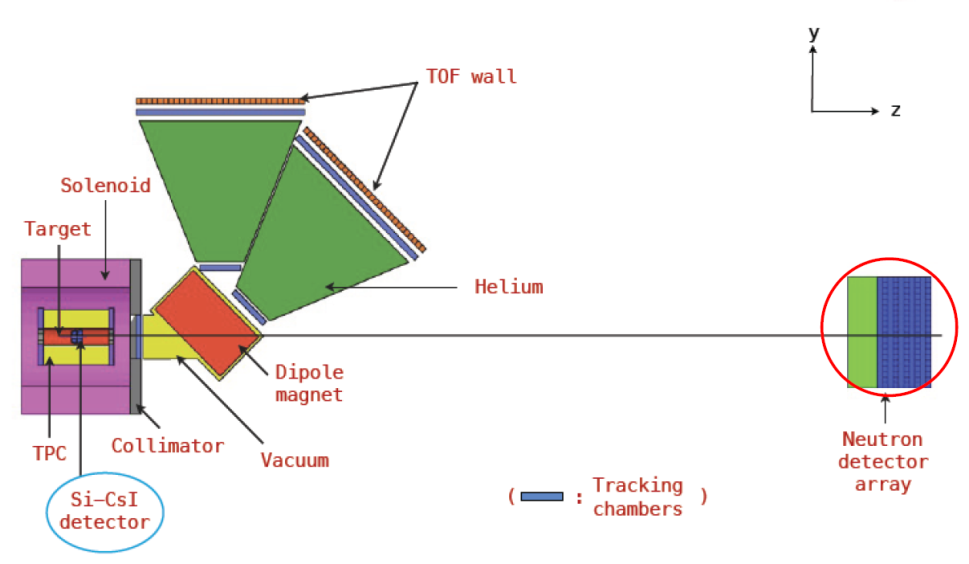 y
z
TOF wall
Solenoid
Target
Helium
Dipole
magnet
Collimator
TPC
Vacuum
Si–CsI
detector
Neutron
detector
array
( : Tracking )
chambers